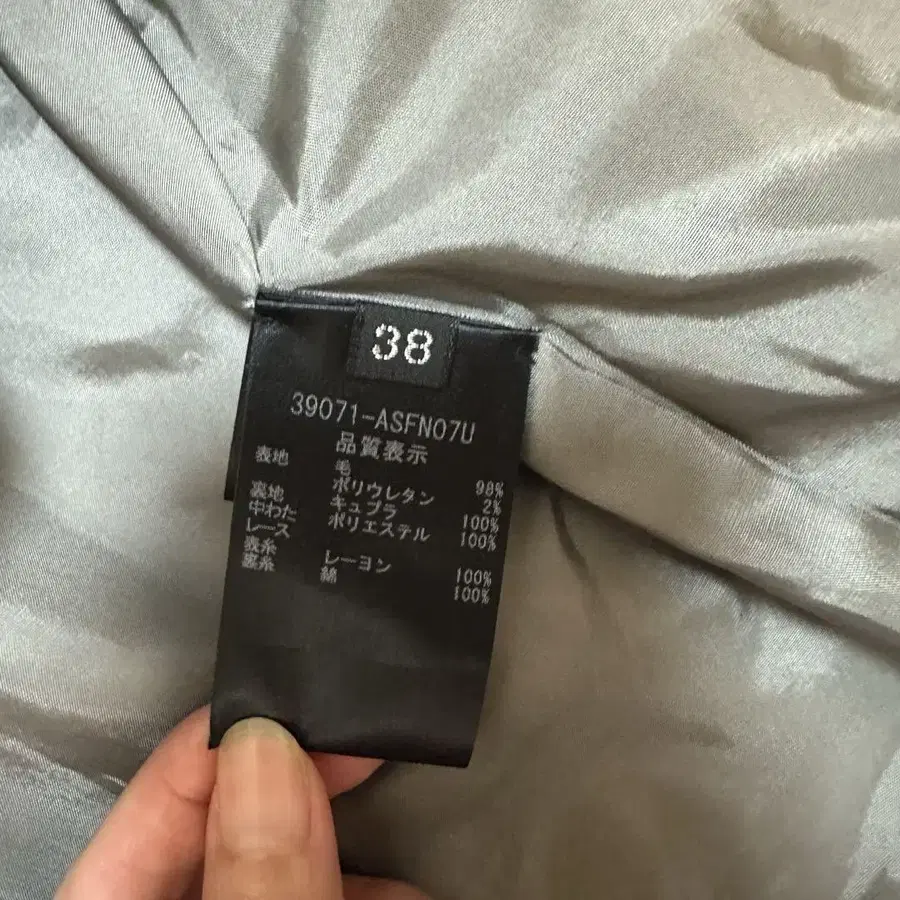 38
39071-ASFN07U
品質表示
表地 毛 98%
ポリウレタン 2%
裏地 キュプラ 100%
中わた ポリエステル 100%
レース
表糸 レーヨン 100%
裏糸 綿 100%